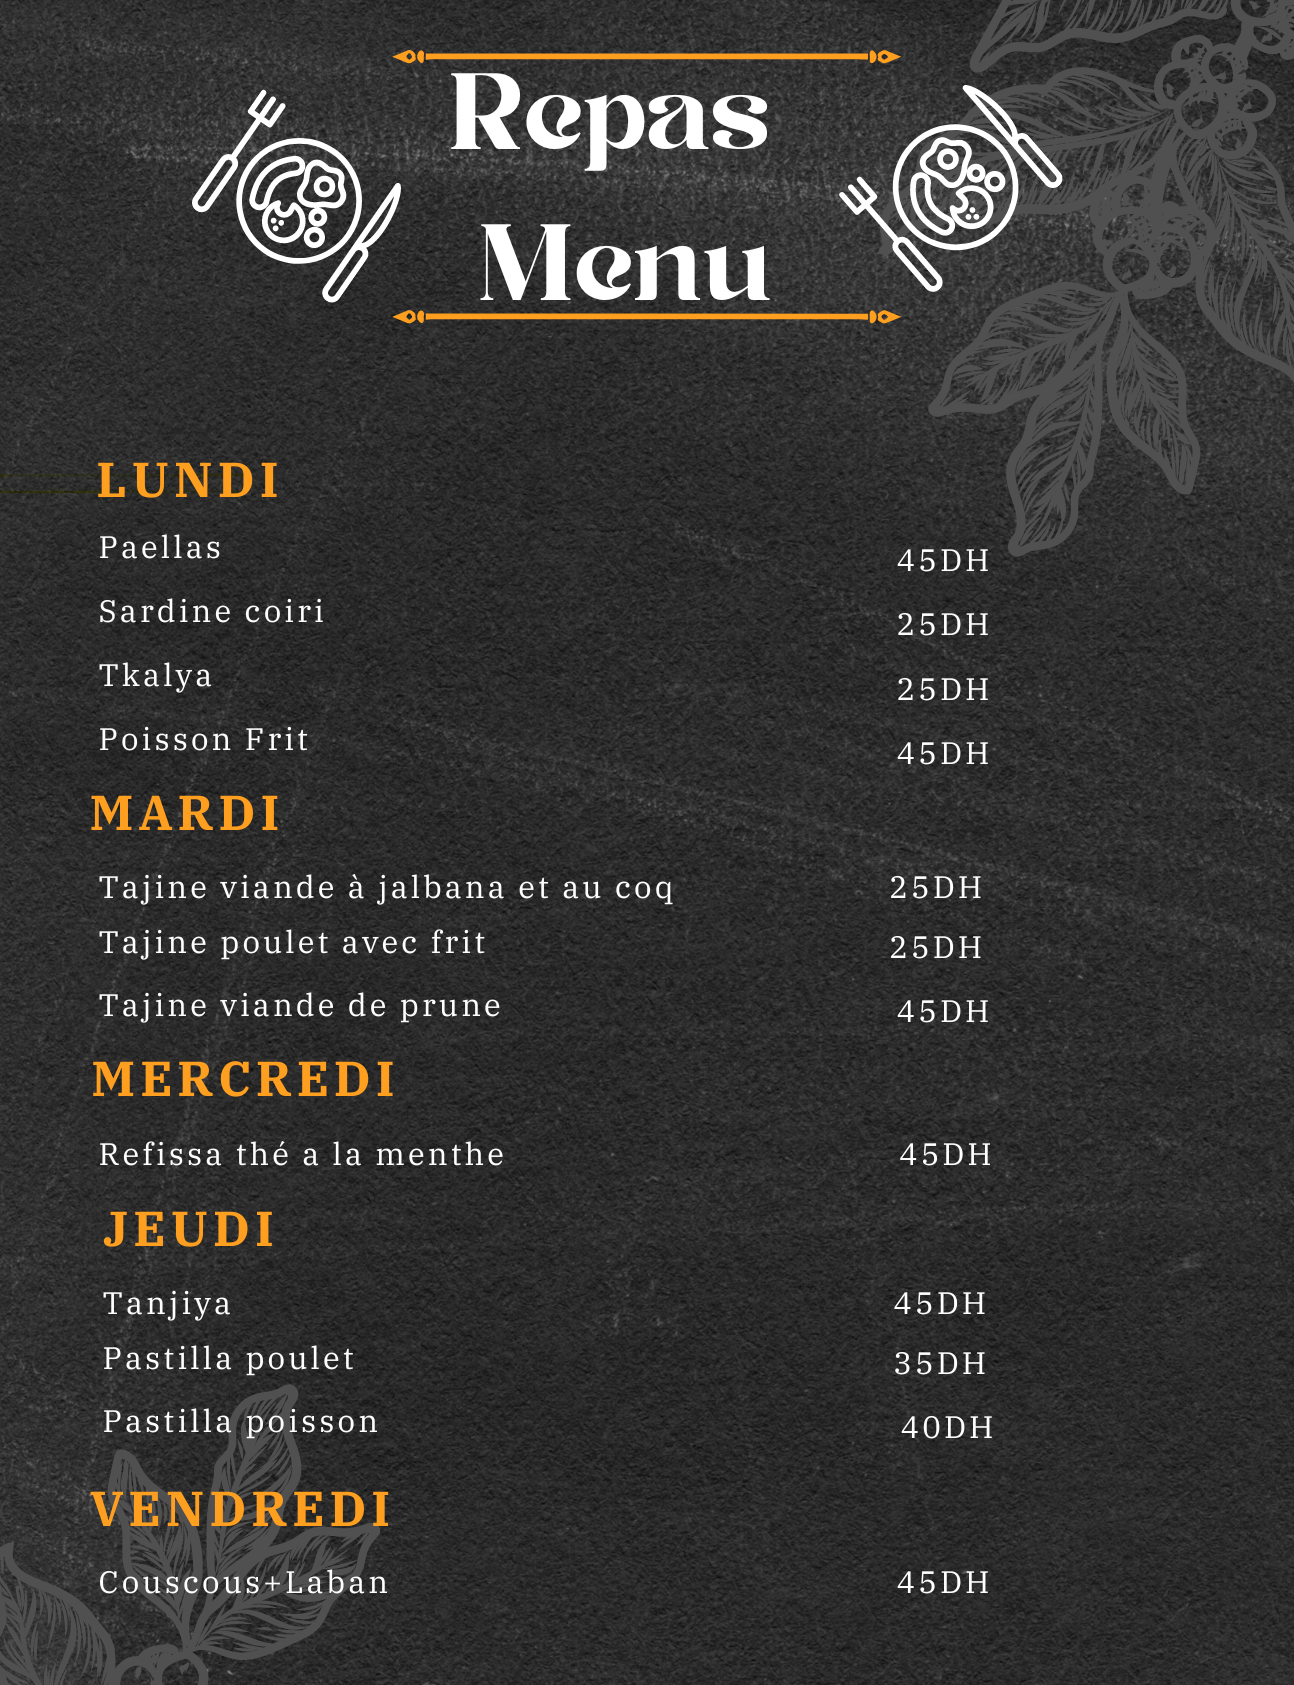 Repas
Menu
LUNDI
Paellas 45DH
Sardine coiri 25DH
Tkalya 25DH
Poisson Frit 45DH
MARDI
Tajine viande à jalbana et au coq 25DH
Tajine poulet avec frit 25DH
Tajine viande de prune 45DH
MERCREDI
Refissa thé a la menthe 45DH
JEUDI
Tanjiya 45DH
Pastilla poulet 35DH
Pastilla poisson 40DH
VENDREDI
Couscous+Laban 45DH